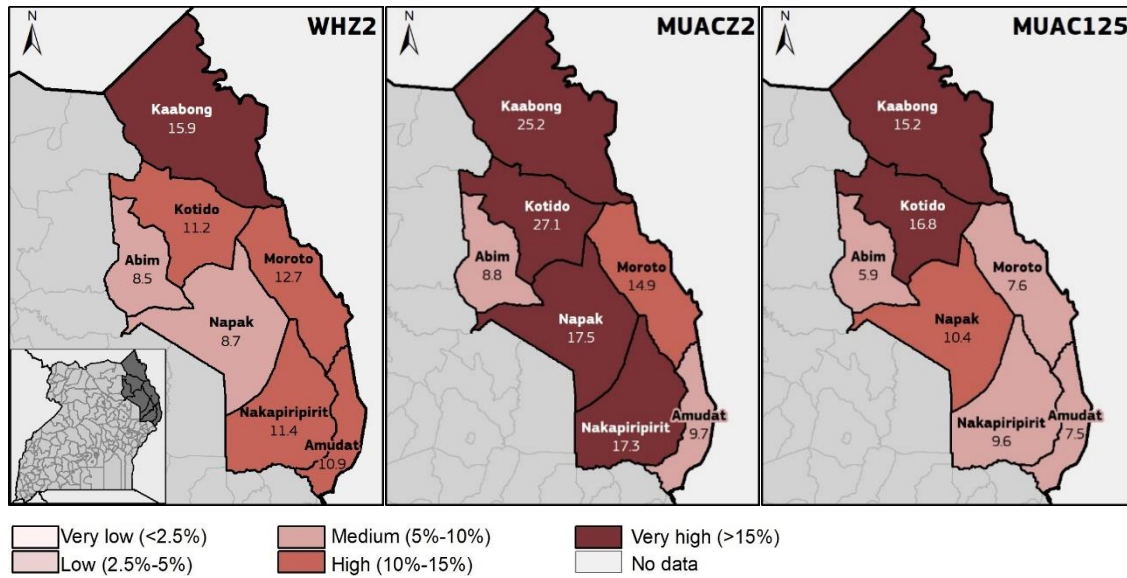 N
WHZ2
Kaabong
15.9
Kotido
11.2
Abim
8.5
Moroto
12.7
Napak
8.7
Nakapiripirit
11.4
Amudat
10.9
N
MUACZ2
Kaabong
25.2
Kotido
27.1
Abim
8.8
Moroto
14.9
Napak
17.5
Nakapiripirit
17.3
Amudat
9.7
N
MUAC125
Kaabong
15.2
Kotido
16.8
Abim
5.9
Moroto
7.6
Napak
10.4
Nakapiripirit
9.6
Amudat
7.5
Very low (<2.5%)
Low (2.5%-5%)
Medium (5%-10%)
High (10%-15%)
Very high (>15%)
No data